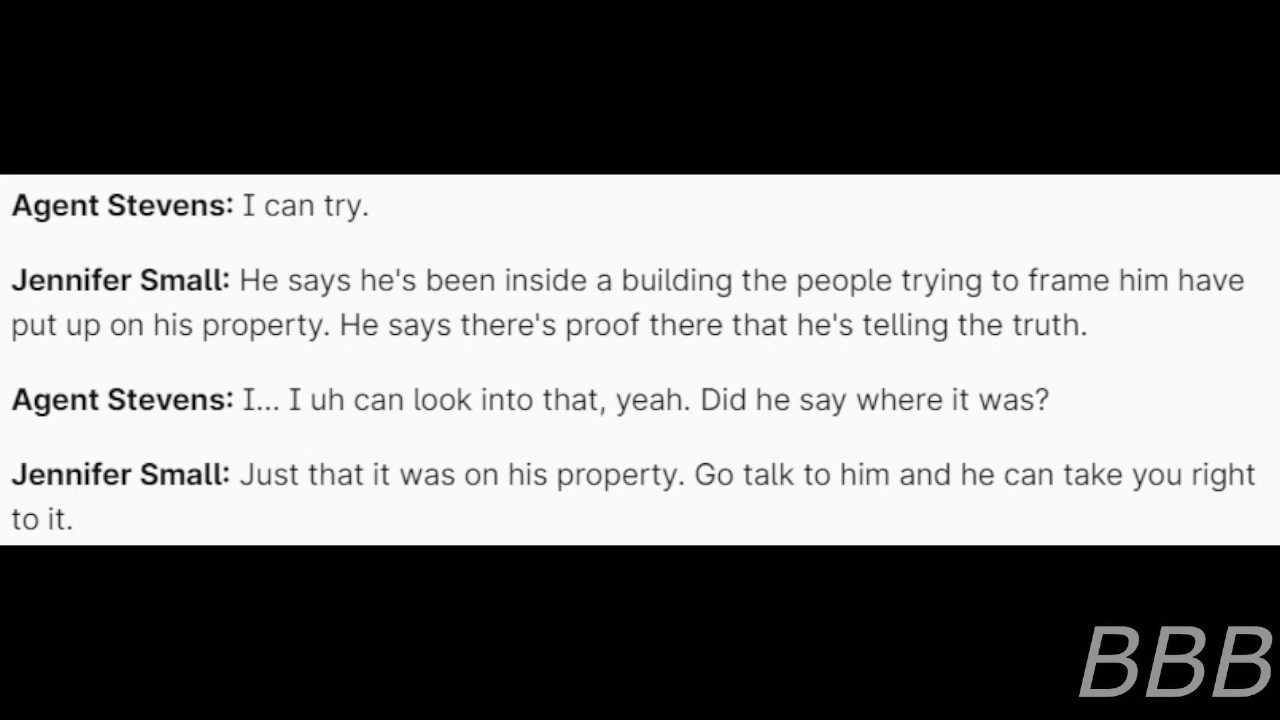 Agent Stevens: I can try.
Jennifer Small: He says he's been inside a building the people trying to frame him have
put up on his property. He says there's proof there that he's telling the truth.
Agent Stevens: I... I uh can look into that, yeah. Did he say where it was?
Jennifer Small: Just that it was on his property. Go talk to him and he can take you right
to it.
BBB